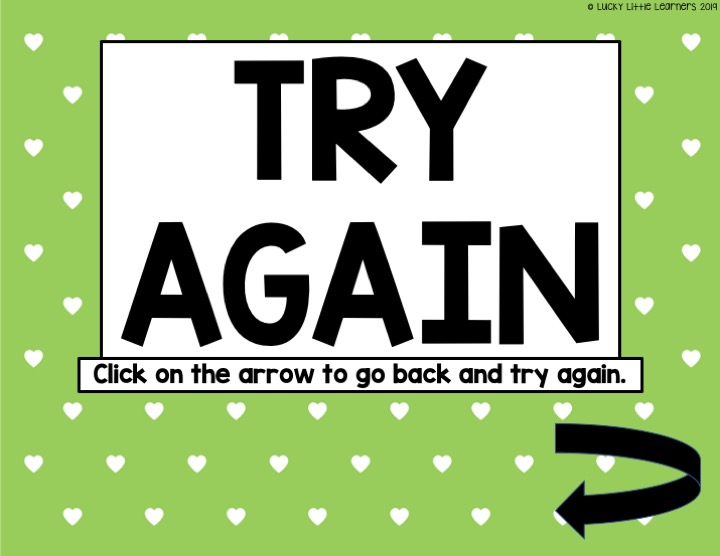 © Lucky Little Learners 2019
TRY
AGAIN
Click on the arrow to go back and try again.